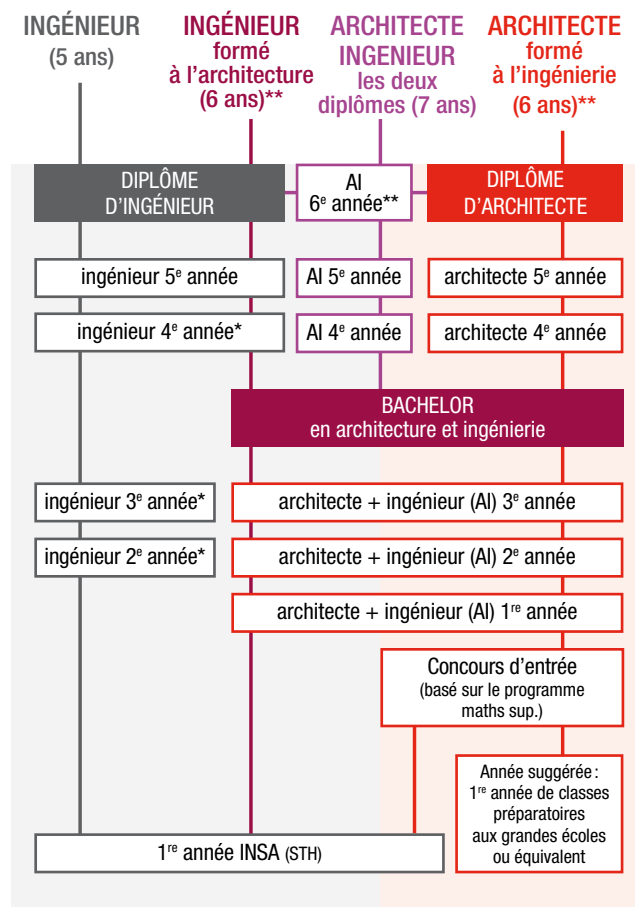 INGÉNIEUR
(5 ans)
INGÉNIEUR
formé
à l'architecture
(6 ans)**
ARCHITECTE
INGENIEUR
les deux
diplômes (7 ans)
ARCHITECTE
formé
à l'ingénierie
(6 ans)**
DIPLÔME
D'INGÉNIEUR
AI
6e année**
DIPLÔME
D'ARCHITECTE
ingénieur 5e année
AI 5e année
architecte 5e année
ingénieur 4e année*
AI 4e année
architecte 4e année
BACHELOR
en architecture et ingénierie
ingénieur 3e année*
architecte + ingénieur (AI) 3e année
ingénieur 2e année*
architecte + ingénieur (AI) 2e année
architecte + ingénieur (AI) 1re année
Concours d'entrée
(basé sur le programme
maths sup.)
Année suggérée :
1re année de classes
préparatoires
aux grandes écoles
ou équivalent
1re année INSA (STH)